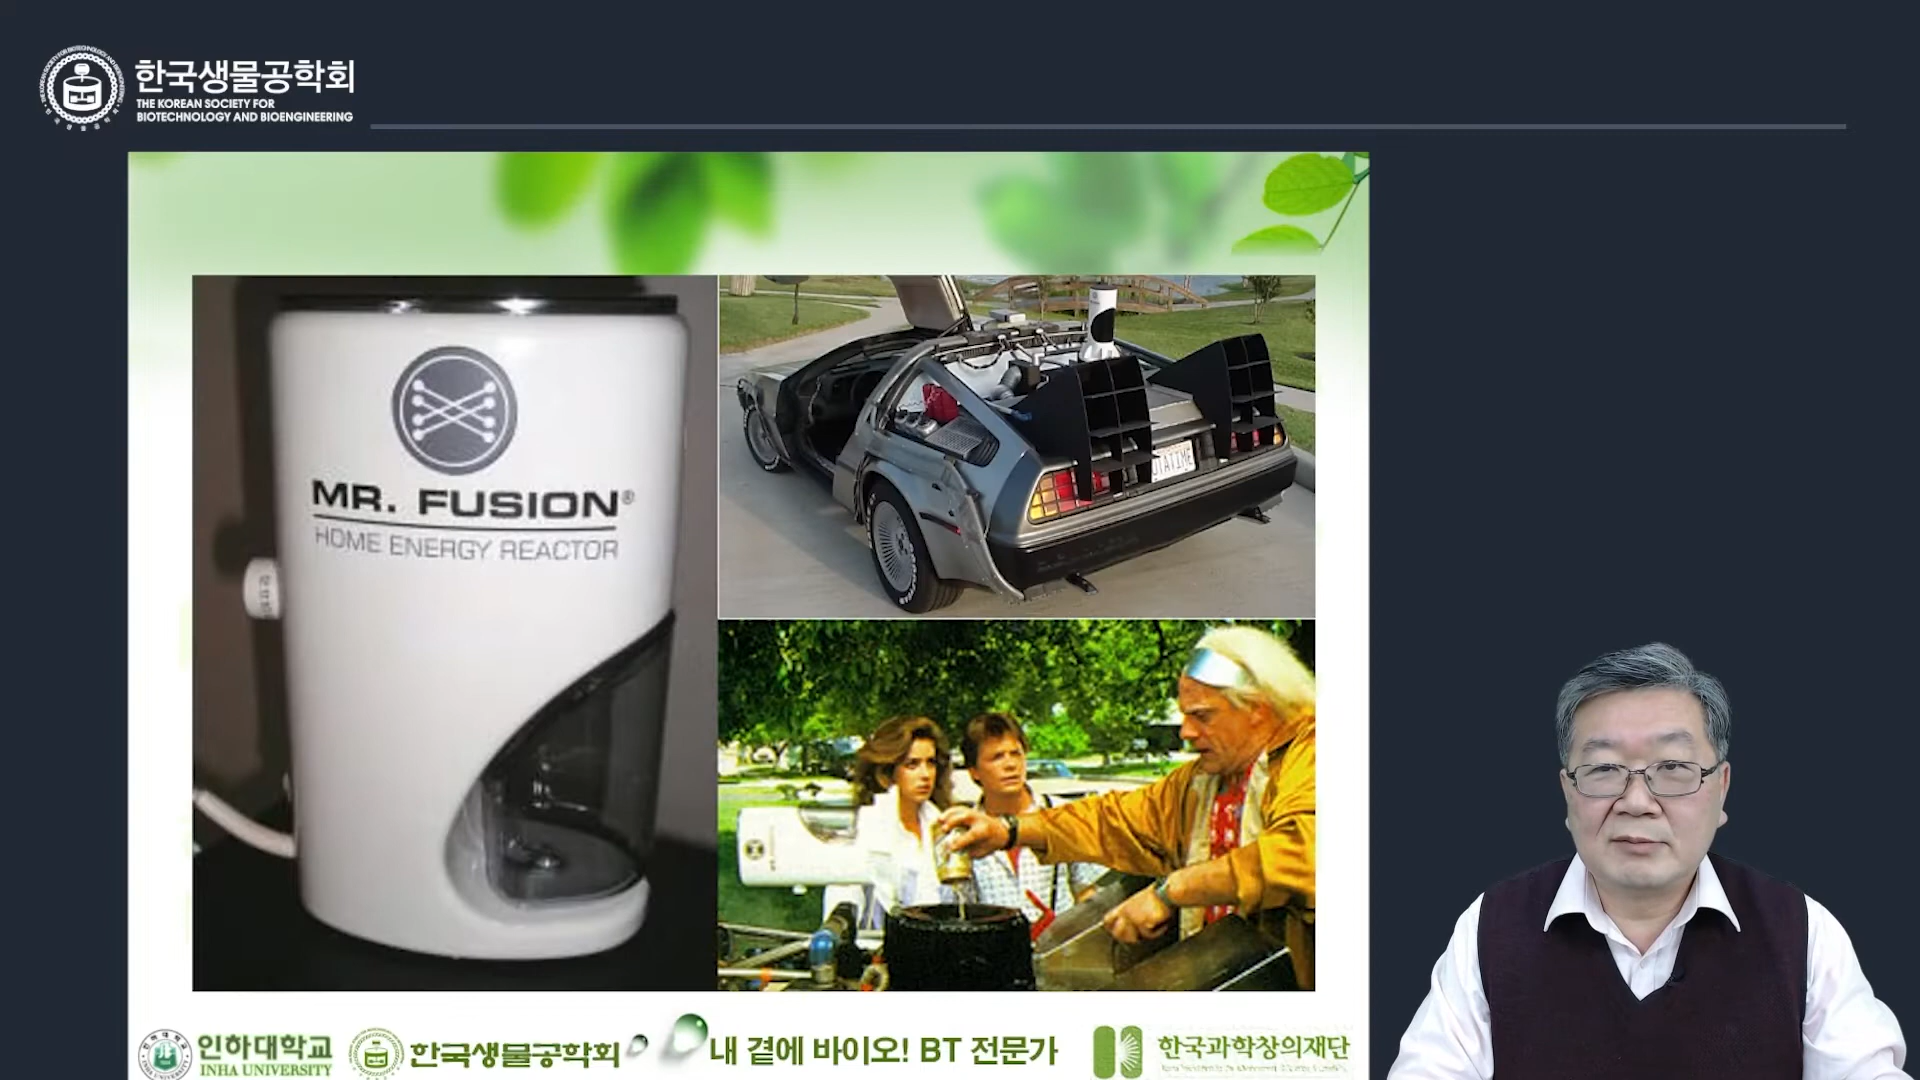 한국생물공학회
THE KOREAN SOCIETY FOR
BIOTECHNOLOGY AND BIOENGINEERING
MR. FUSION®
HOME ENERGY REACTOR
인하대학교
INHA UNIVERSITY
한국생물공학회
내 곁에 바이오! BT 전문가
한국과학창의재단